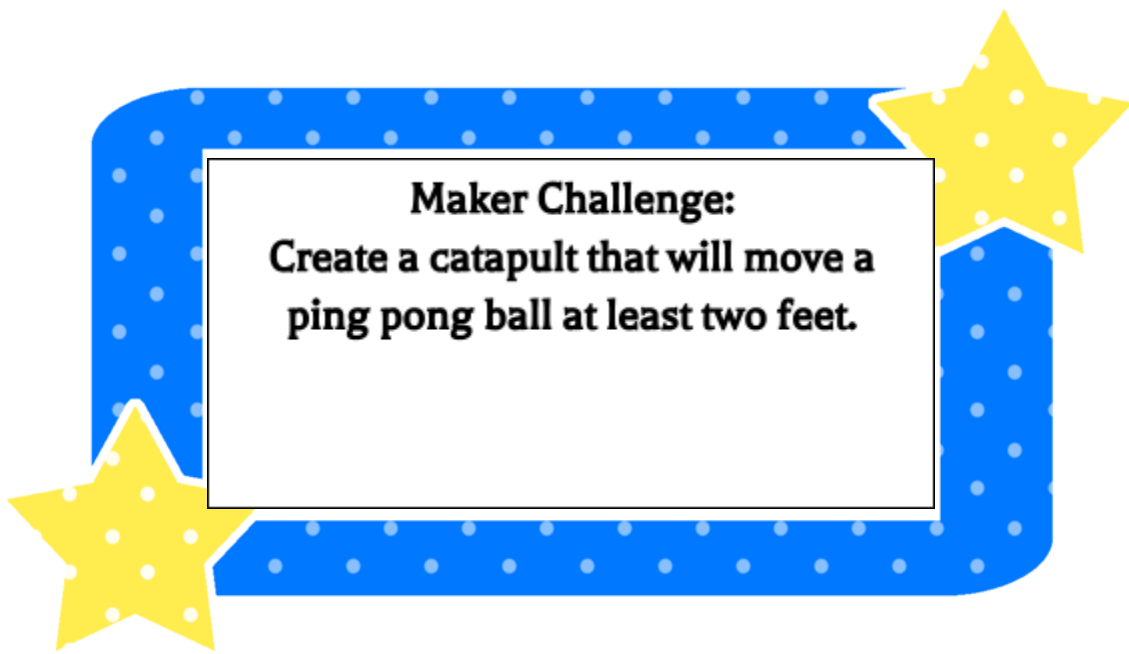 Maker Challenge:
Create a catapult that will move a
ping pong ball at least two feet.